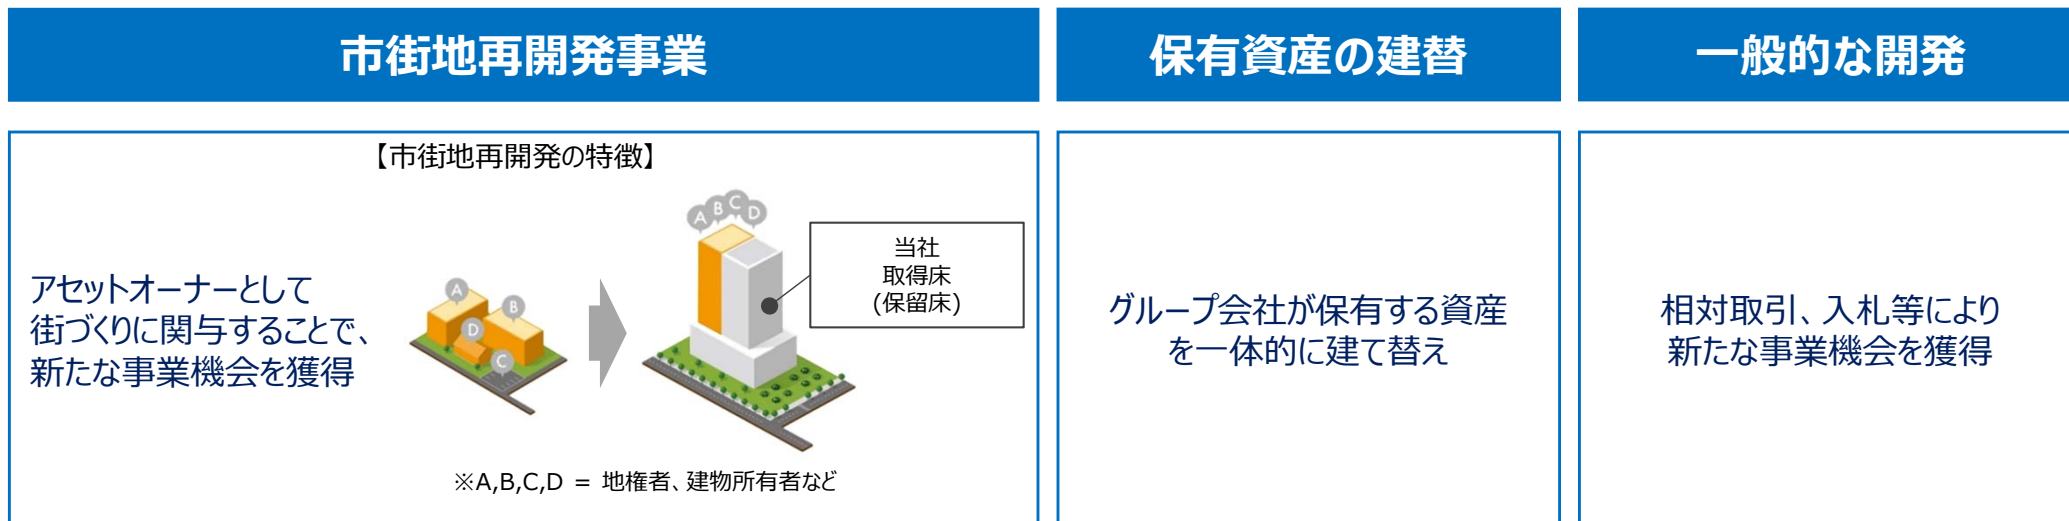 市街地再開発事業
保有資産の建替
一般的な開発
【市街地再開発の特徴】
アセットオーナーとして
街づくりに関与することで、
新たな事業機会を獲得
A
B
D
C
A
B
C
D
当社
取得床
(保留床)
※A,B,C,D = 地権者、建物所有者など
グループ会社が保有する資産
を一体的に建て替え
相対取引、入札等により
新たな事業機会を獲得